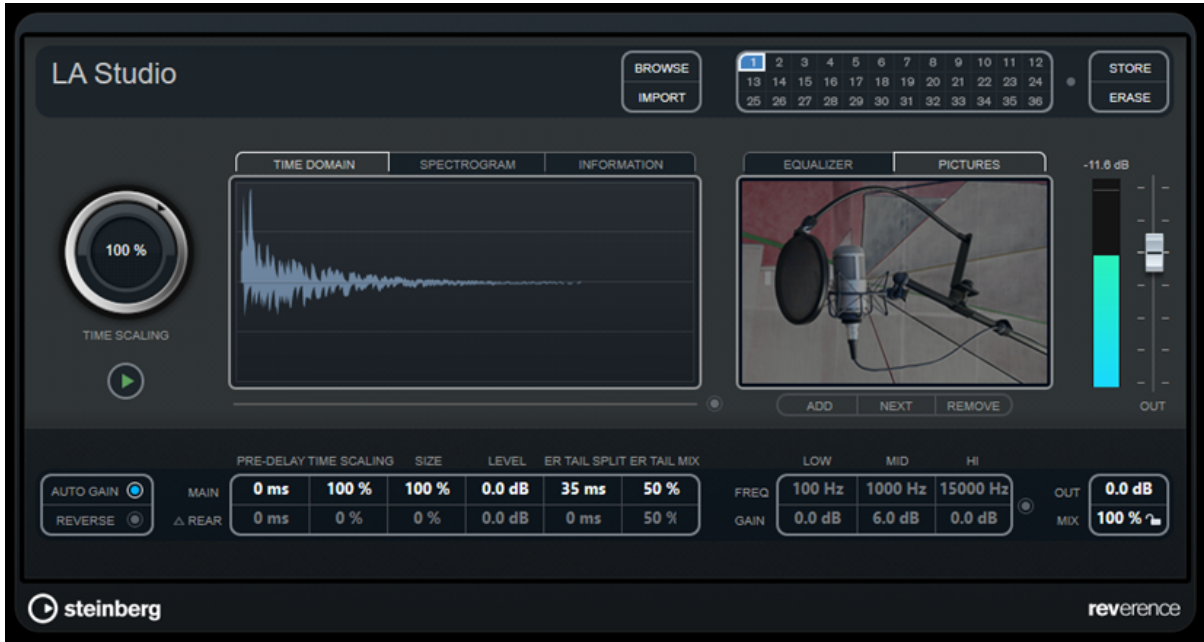 LA Studio
BROWSE
IMPORT
1 2 3 4 5 6 7 8 9 10 11 12
13 14 15 16 17 18 19 20 21 22 23 24
25 26 27 28 29 30 31 32 33 34 35 36
STORE
ERASE
TIME DOMAIN SPECTROGRAM INFORMATION
EQUALIZER PICTURES
-11.6 dB
100 %
TIME SCALING
ADD NEXT REMOVE
OUT
PRE-DELAY TIME SCALING SIZE LEVEL ER TAIL SPLIT ER TAIL MIX
LOW MID HI
AUTO GAIN
REVERSE
MAIN 0 ms 100 % 100 % 0.0 dB 35 ms 50 %
△ REAR 0 ms 0 % 0 % 0.0 dB 0 ms 50 %
FREQ 100 Hz 1000 Hz 15000 Hz
GAIN 0.0 dB 6.0 dB 0.0 dB
OUT 0.0 dB
MIX 100 %
steinberg
reverence